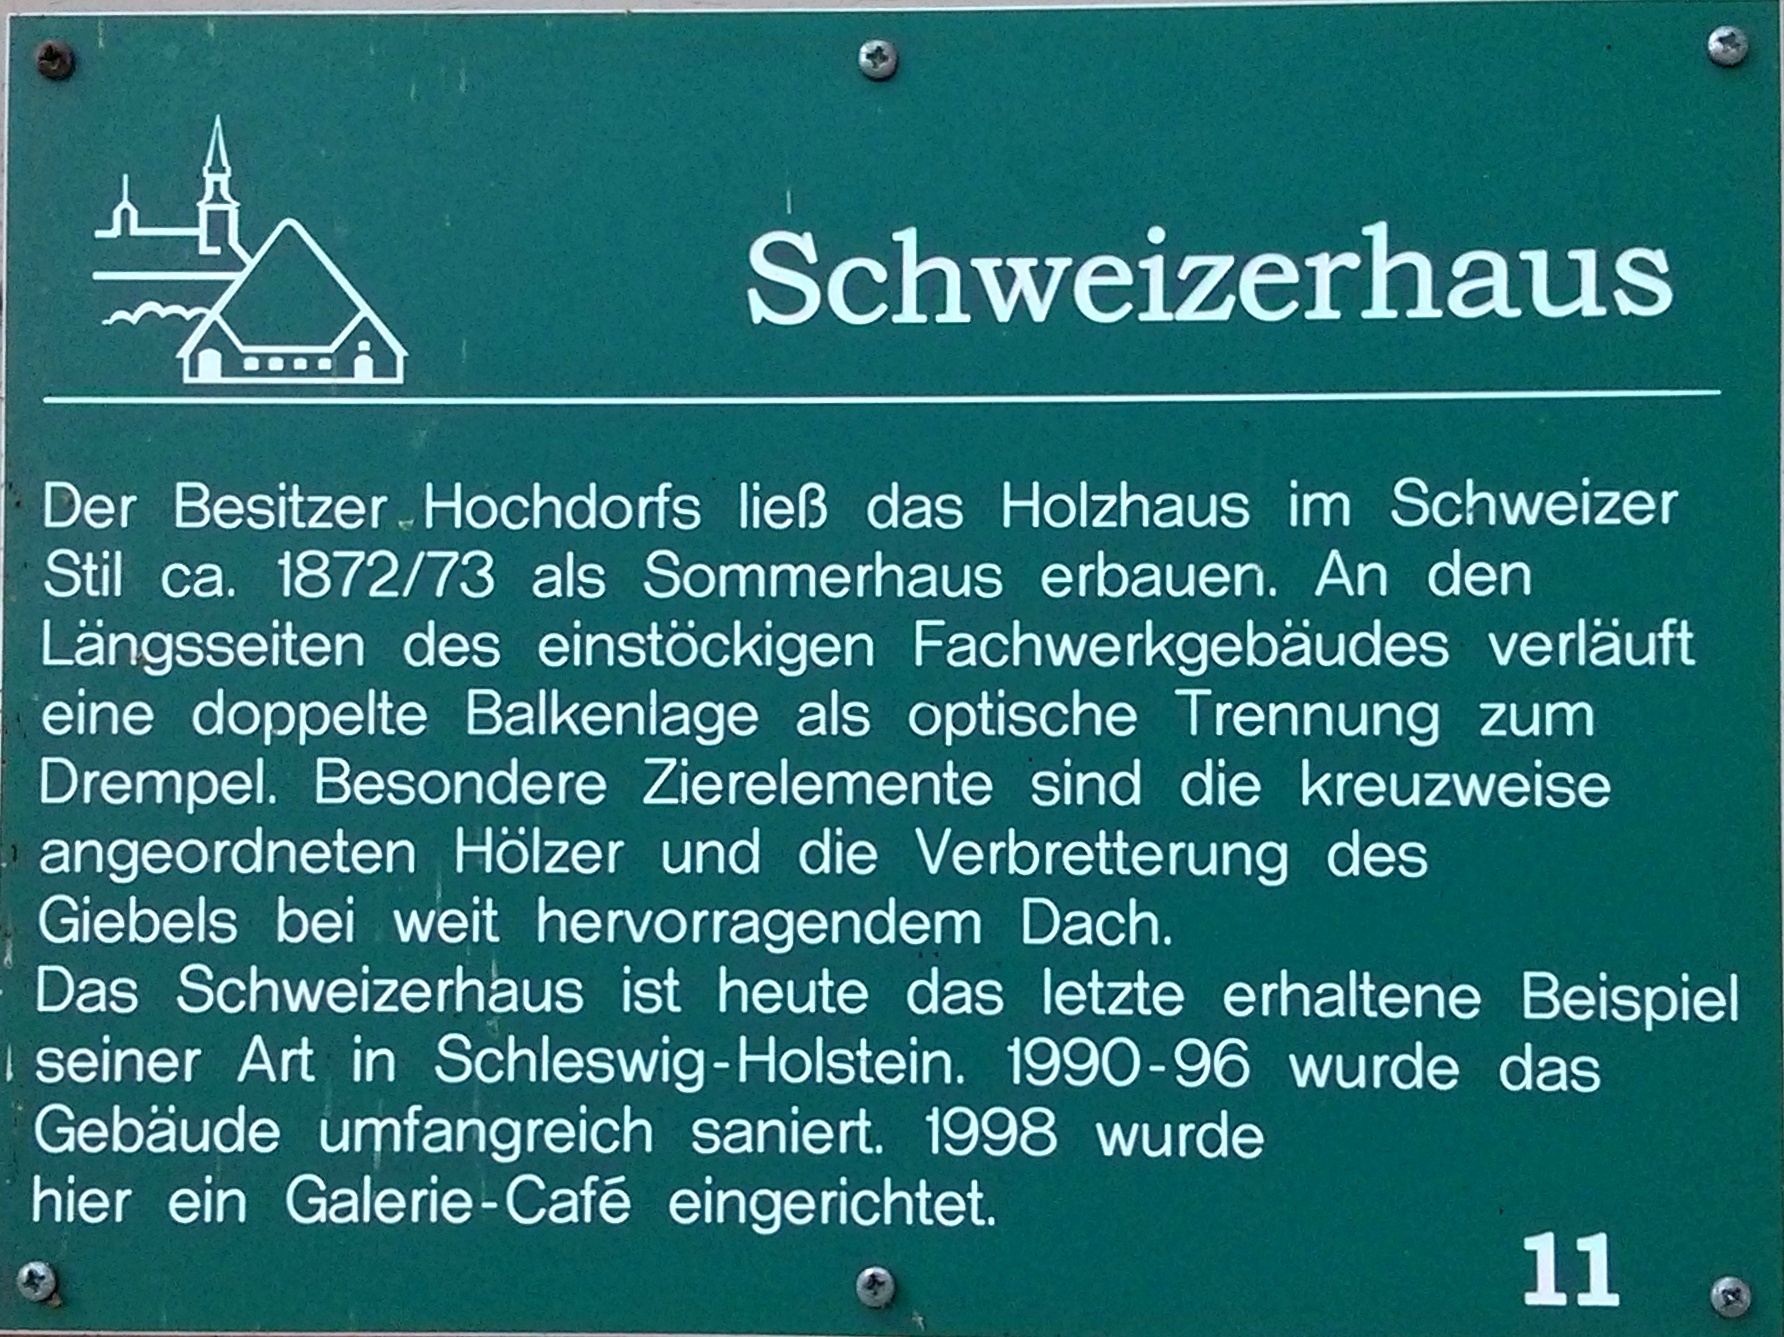 Schweizerhaus
Der Besitzer Hochdorfs ließ das Holzhaus im Schweizer
Stil ca. 1872/73 als Sommerhaus erbauen. An den
Längsseiten des einstöckigen Fachwerkgebäudes verläuft
eine doppelte Balkenlage als optische Trennung zum
Drempel. Besondere Zierelemente sind die kreuzweise
angeordneten Hölzer und die Verbretterung des
Giebels bei weit hervorragendem Dach.
Das Schweizerhaus ist heute das letzte erhaltene Beispiel
seiner Art in Schleswig-Holstein. 1990-96 wurde das
Gebäude umfangreich saniert. 1998 wurde
hier ein Galerie-Café eingerichtet.
11